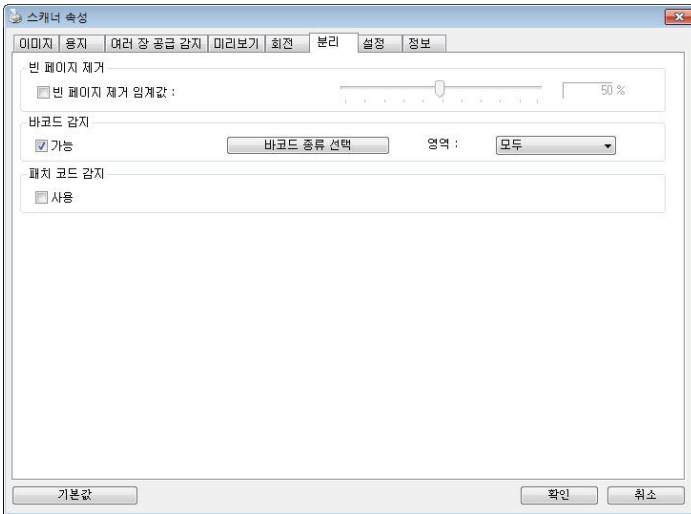 스캐너 속성
이미지 용지 여러 장 공급 감지 미리보기 회전 분리 설정 정보
빈 페이지 제거
빈 페이지 제거 임계값 : 50 %
바코드 감지
가능 바코드 종류 선택 영역 : 모두
패치 코드 감지
사용
기본값 확인 취소